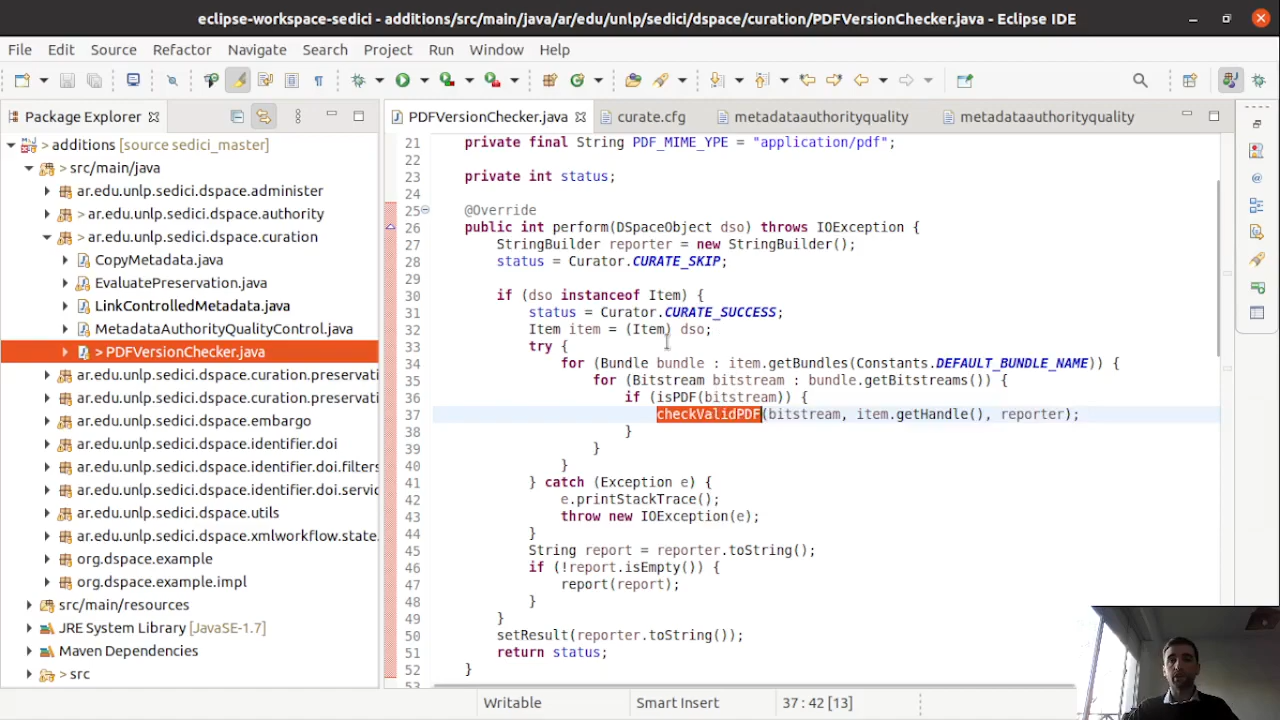 eclipse-workspace-sedici - additions/src/main/java/ar/edu/unlp/sedici/dspace/curation/PDFVersionChecker.java - Eclipse IDE
File Edit Source Refactor Navigate Search Project Run Window Help
Package Explorer
PDFVersionChecker.java curate.cfg metadataauthorityquality metadataauthorityquality
> additions [source sedici_master]
> src/main/java
ar.edu.unlp.sedici.dspace.administer
> ar.edu.unlp.sedici.dspace.authority
> ar.edu.unlp.sedici.dspace.curation
CopyMetadata.java
EvaluatePreservation.java
LinkControlledMetadata.java
MetadataAuthorityQualityControl.java
> PDFVersionChecker.java
ar.edu.unlp.sedici.dspace.curation.preservati
ar.edu.unlp.sedici.dspace.curation.preservati
ar.edu.unlp.sedici.dspace.embargo
ar.edu.unlp.sedici.dspace.identifier.doi
ar.edu.unlp.sedici.dspace.identifier.doi.filters
ar.edu.unlp.sedici.dspace.identifier.doi.servic
ar.edu.unlp.sedici.dspace.utils
ar.edu.unlp.sedici.dspace.xmlworkflow.state.
org.dspace.example
org.dspace.example.impl
src/main/resources
JRE System Library [JavaSE-1.7]
Maven Dependencies
> src
21 private final String PDF_MIME_YPE = "application/pdf";
22
23 private int status;
24
25 @Override
26 public int perform(DSpaceObject dso) throws IOException {
27 StringBuilder reporter = new StringBuilder();
28 status = Curator.CURATE_SKIP;
29
30 if (dso instanceof Item) {
31 status = Curator.CURATE_SUCCESS;
32 Item item = (Item) dso;
33 try {
34 for (Bundle bundle : item.getBundles(Constants.DEFAULT_BUNDLE_NAME)) {
35 for (Bitstream bitstream : bundle.getBitstreams()) {
36 if (isPDF(bitstream)) {
37 checkValidPDF(bitstream, item.getHandle(), reporter);
38 }
39 }
40 }
41 } catch (Exception e) {
42 e.printStackTrace();
43 throw new IOException(e);
44 }
45 String report = reporter.toString();
46 if (!report.isEmpty()) {
47 report(report);
48 }
49 }
50 setResult(reporter.toString());
51 return status;
52 }
53
Writable Smart Insert 37 : 42 [13]